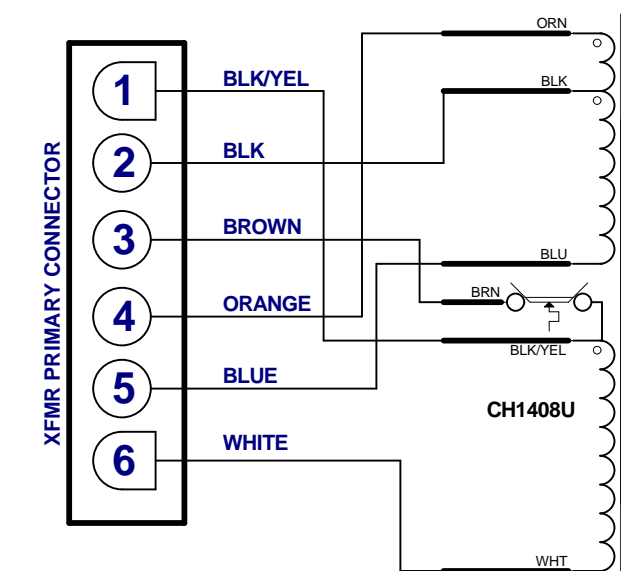 XFMR PRIMARY CONNECTOR
1
BLK/YEL
2
BLK
3
BROWN
4
ORANGE
5
BLUE
6
WHITE
ORN
BLK
BLU
BRN
BLK/YEL
CH1408U
WHT